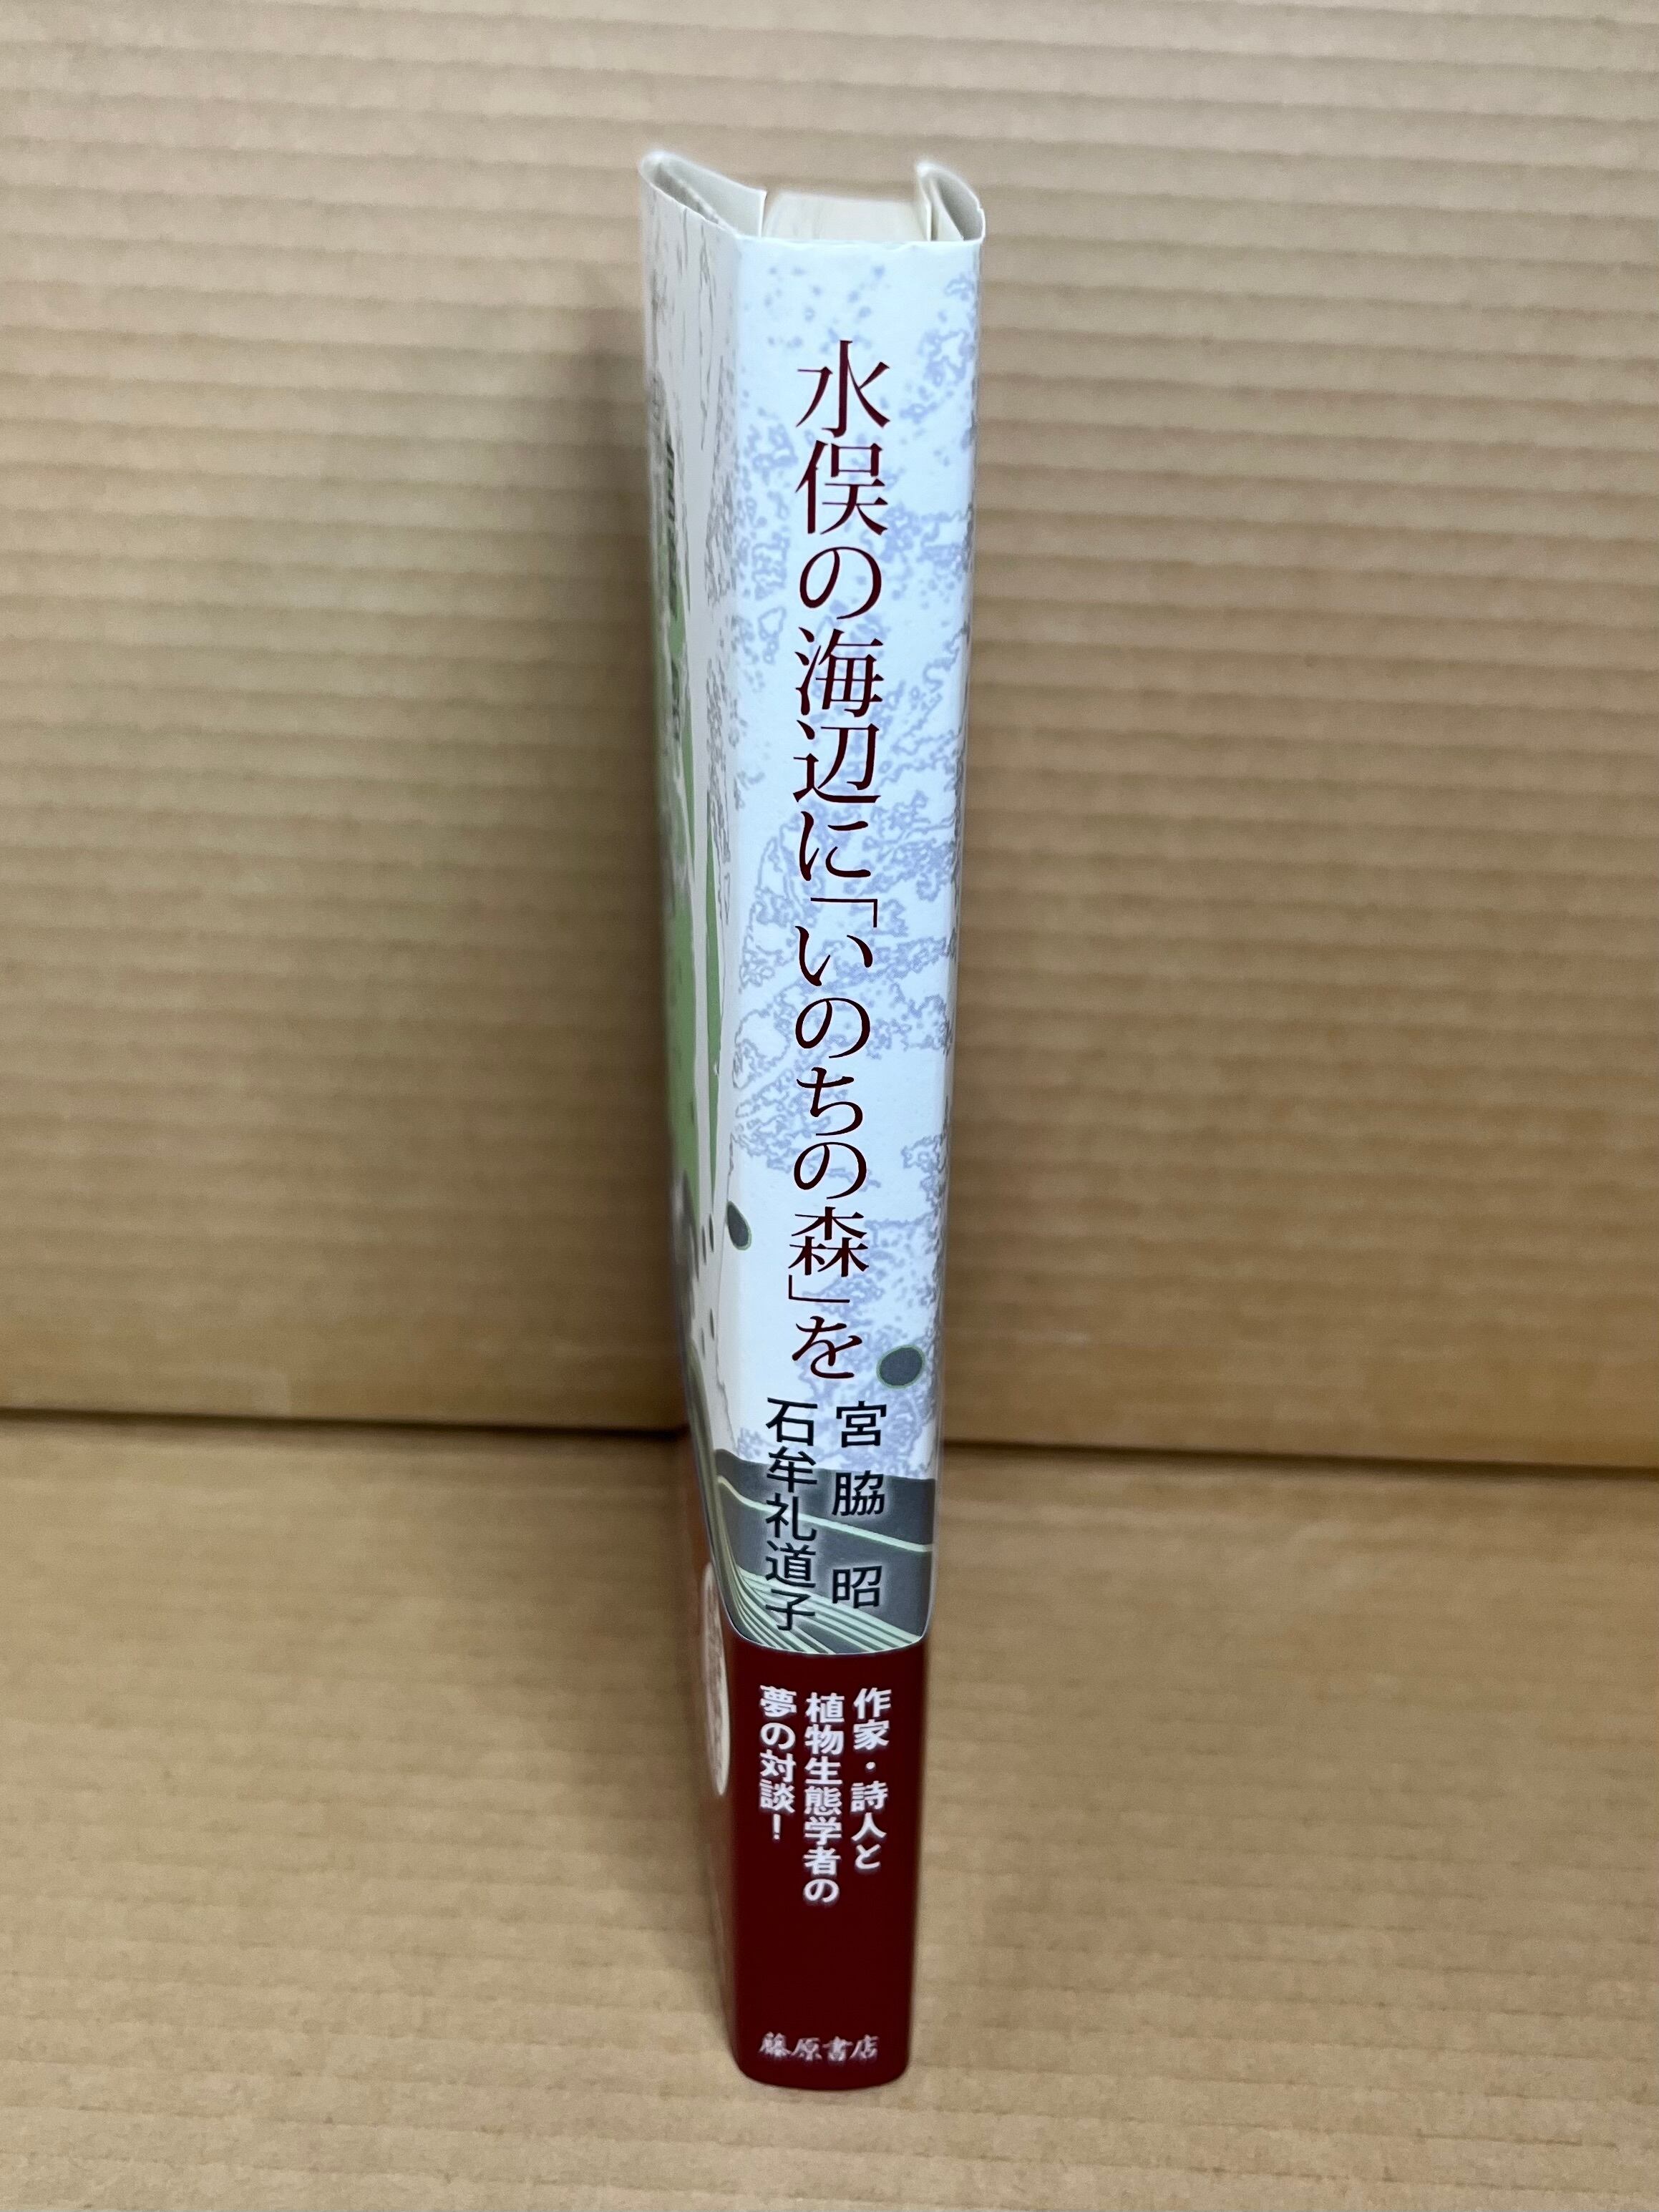 水俣の海辺に「いのちの森」を
宮脇 昭
石牟礼道子
作家・詩人と
植物生態学者の
夢の対談！
藤原書店